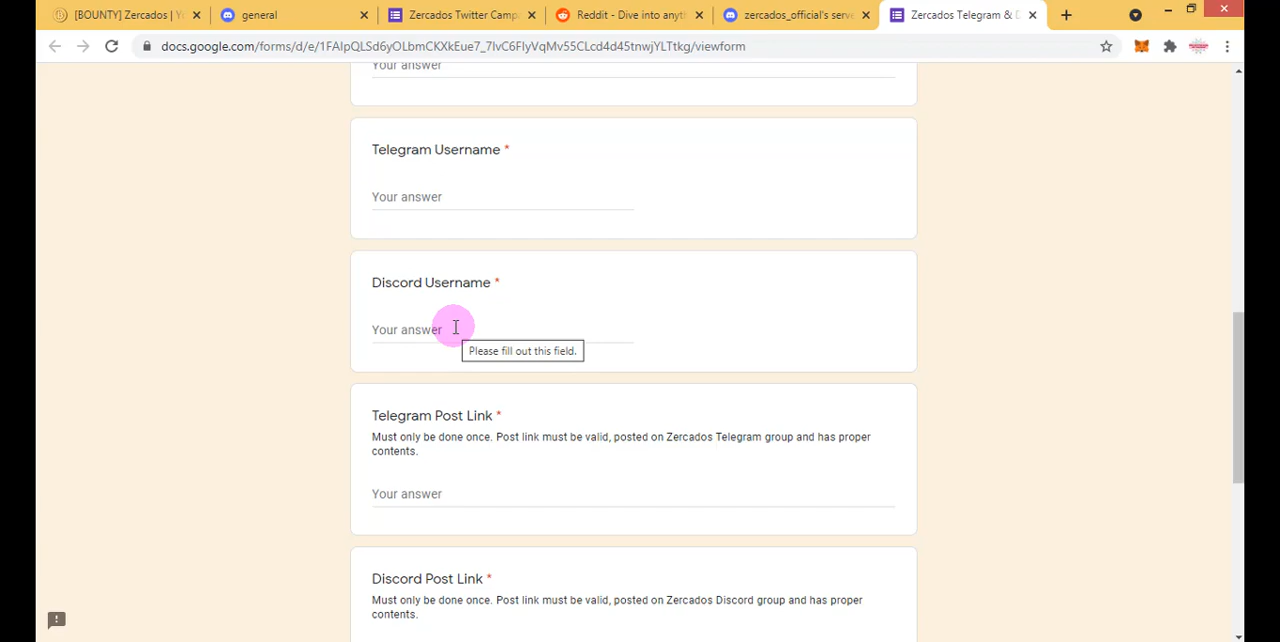 [BOUNTY] Zercados | Y
general
Zercados Twitter Camp
Reddit - Dive into anyt
zercados_official's serve
Zercados Telegram & D
docs.google.com/forms/d/e/1FAIpQLSd6yOLbmCKXkEue7_7IvC6FIyVqMv55CLcd4d45tnwjYLTtkg/viewform
Your answer
Telegram Username *
Your answer
Discord Username *
Your answer
Please fill out this field.
Telegram Post Link *
Must only be done once. Post link must be valid, posted on Zercados Telegram group and has proper
contents.
Your answer
Discord Post Link *
Must only be done once. Post link must be valid, posted on Zercados Discord group and has proper
contents.